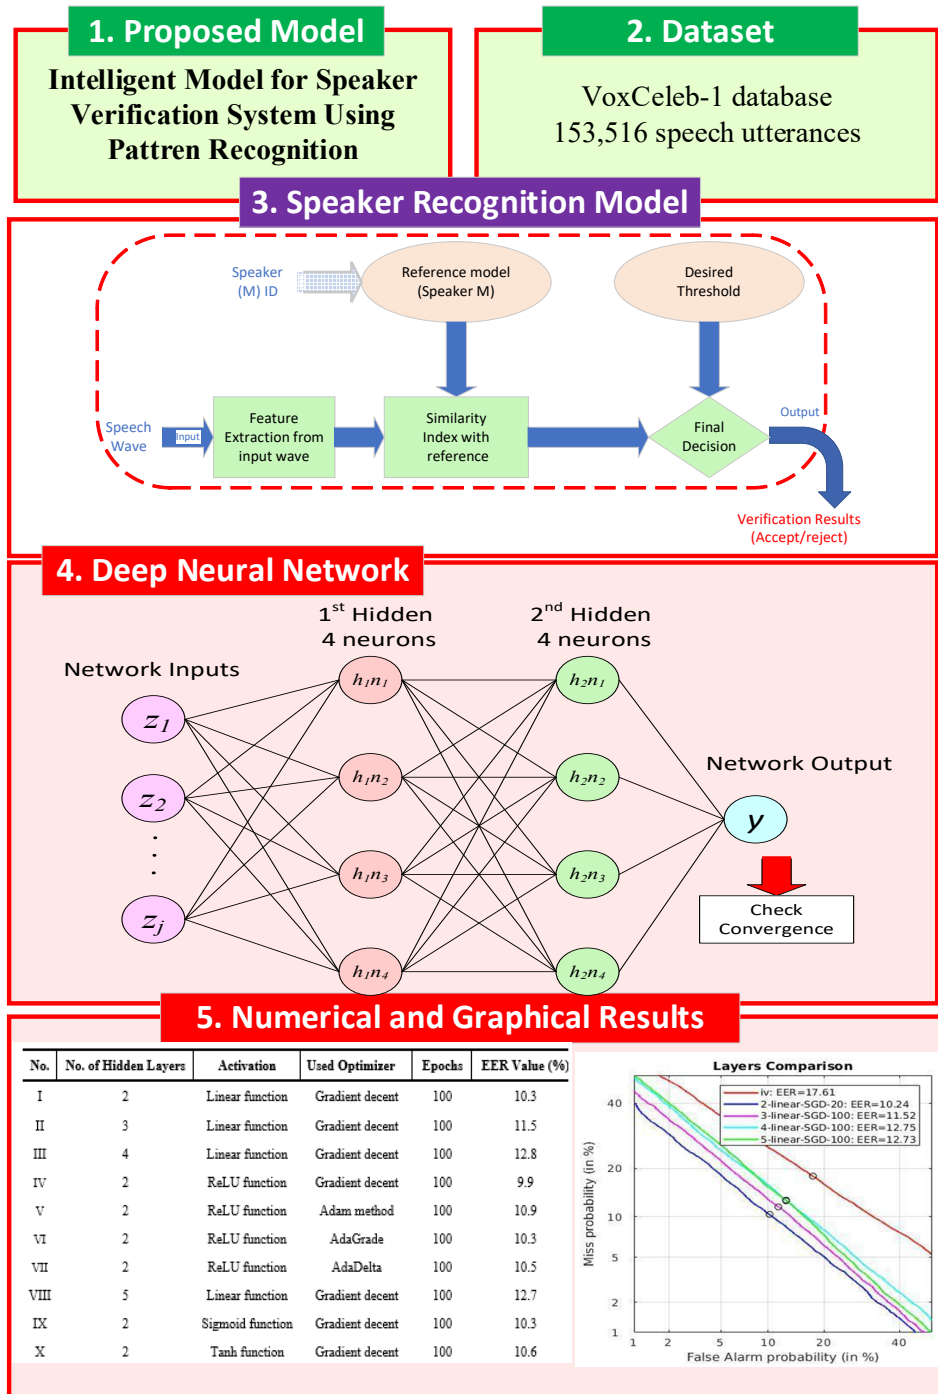 1. Proposed Model
Intelligent Model for Speaker
Verification System Using
Pattren Recognition
2. Dataset
VoxCeleb-1 database
153,516 speech utterances
3. Speaker Recognition Model
Speaker
(M) ID
Reference model
(Speaker M)
Desired
Threshold
Speech
Wave
Input
Feature
Extraction from
input wave
Similarity
Index with
reference
Final
Decision
Output
Verification Results
(Accept/reject)
4. Deep Neural Network
1st Hidden
4 neurons
2nd Hidden
4 neurons
Network Inputs
z1
z2
zj
h1n1
h1n2
h1n3
h1n4
h2n1
h2n2
h2n3
h2n4
Network Output
y
Check
Convergence
5. Numerical and Graphical Results
No. No. of Hidden Layers Activation Used Optimizer Epochs EER Value (%)
I 2 Linear function Gradient decent 100 10.3
II 3 Linear function Gradient decent 100 11.5
III 4 Linear function Gradient decent 100 12.8
IV 2 ReLU function Gradient decent 100 9.9
V 2 ReLU function Adam method 100 10.9
VI 2 ReLU function AdaGrade 100 10.3
VII 2 ReLU function AdaDelta 100 10.5
VIII 5 Linear function Gradient decent 100 12.7
IX 2 Sigmoid function Gradient decent 100 10.3
X 2 Tanh function Gradient decent 100 10.6
Layers Comparison
iv: EER=17.61
2-linear-SGD-20: EER=10.24
3-linear-SGD-100: EER=11.52
4-linear-SGD-100: EER=12.75
5-linear-SGD-100: EER=12.73
Miss probability (in %)
40
20
10
5
2
1
1 2 5 10 20 40
False Alarm probability (in %)